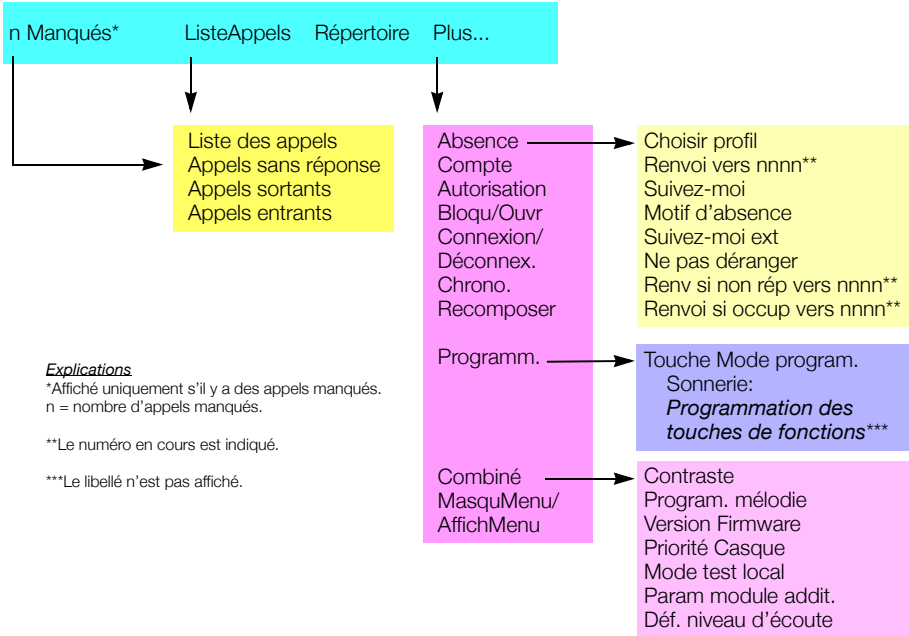 n Manqués* ListeAppels Répertoire Plus...
Liste des appels
Appels sans réponse
Appels sortants
Appels entrants
Absence
Compte
Autorisation
Bloqu/Ouvr
Connexion/
Déconnex.
Chrono.
Recomposer
Programm.
Combiné
MasquMenu/
AffichMenu
Choisir profil
Renvoi vers nnnn**
Suivez-moi
Motif d'absence
Suivez-moi ext
Ne pas déranger
Renv si non rép vers nnnn**
Renvoi si occup vers nnnn**
Touche Mode program.
Sonnerie:
Programmation des
touches de fonctions***
Contraste
Program. mélodie
Version Firmware
Priorité Casque
Mode test local
Param module addit.
Déf. niveau d'écoute
Explications
*Affiché uniquement s'il y a des appels manqués.
n = nombre d'appels manqués.
**Le numéro en cours est indiqué.
***Le libellé n'est pas affiché.